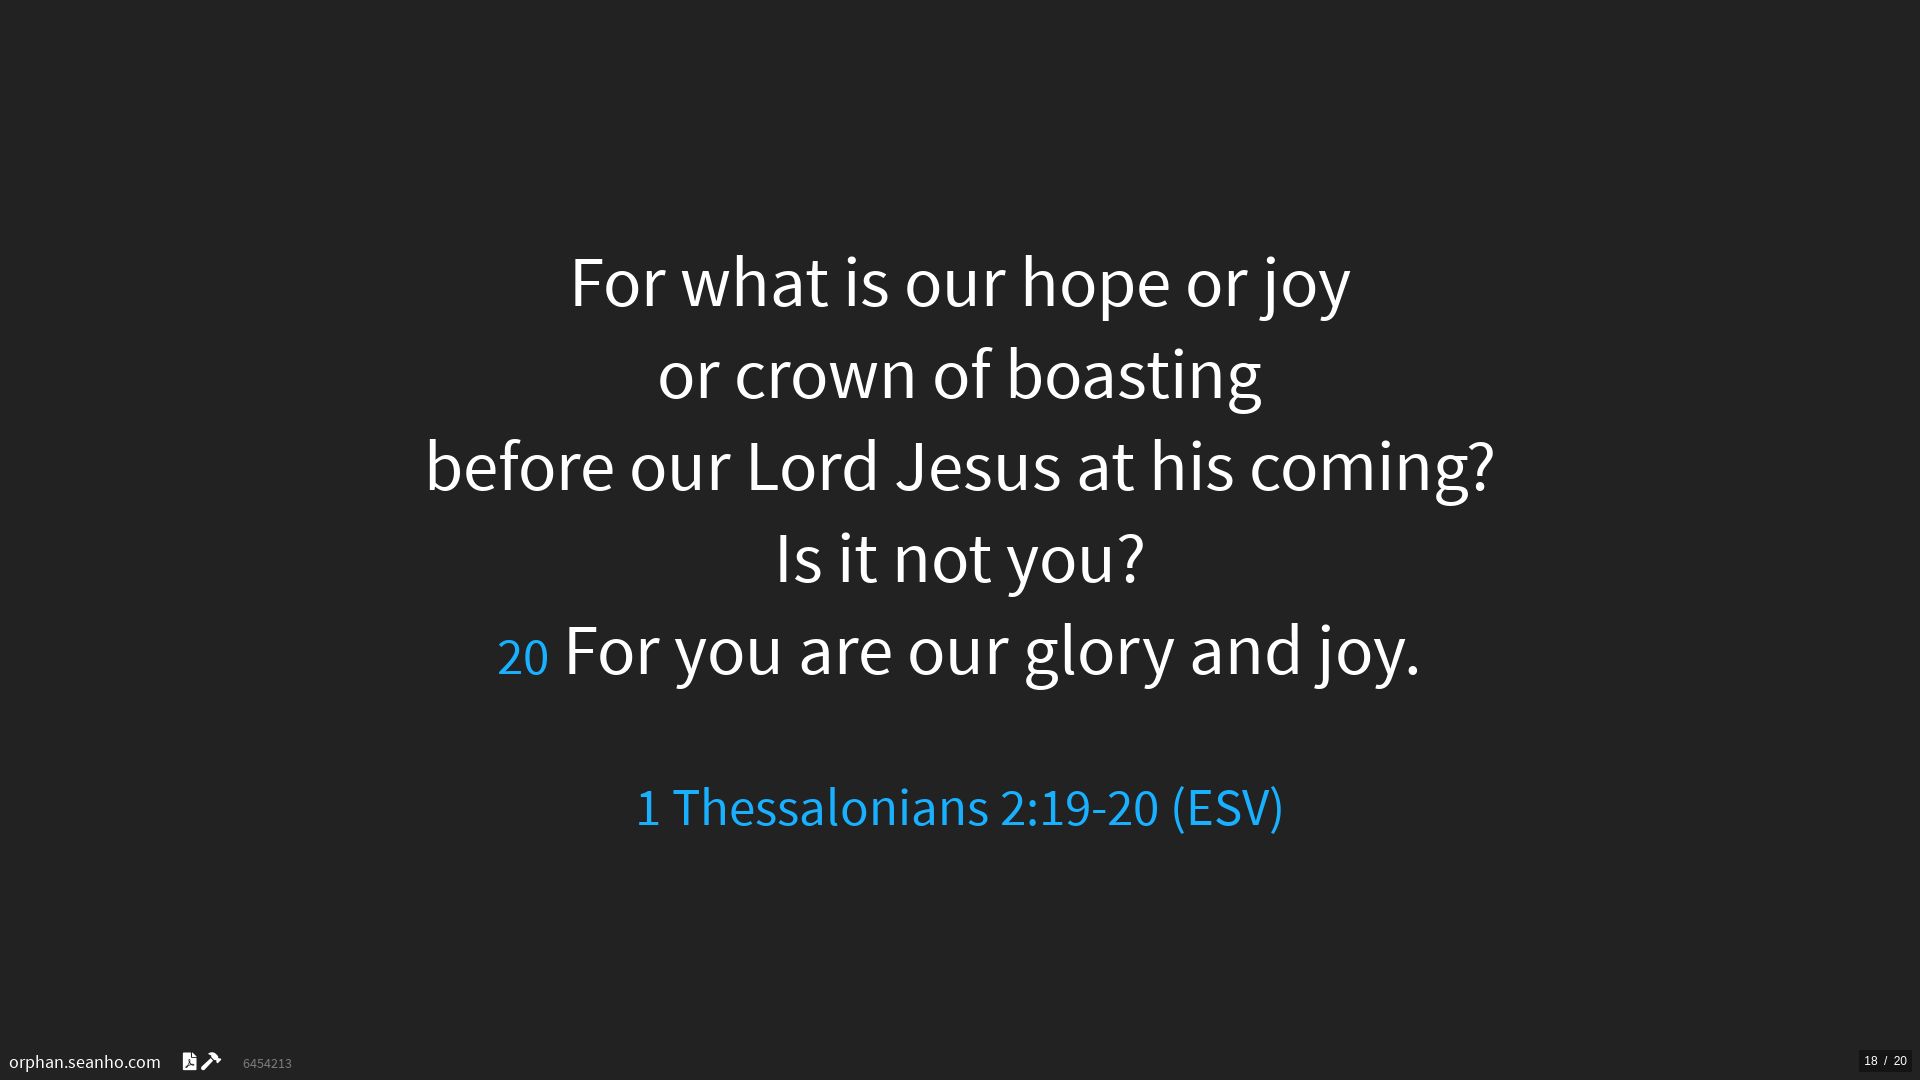 For what is our hope or joy
or crown of boasting
before our Lord Jesus at his coming?
Is it not you?
20 For you are our glory and joy.
1 Thessalonians 2:19-20 (ESV)
orphan.seanho.com 6454213
18 / 20